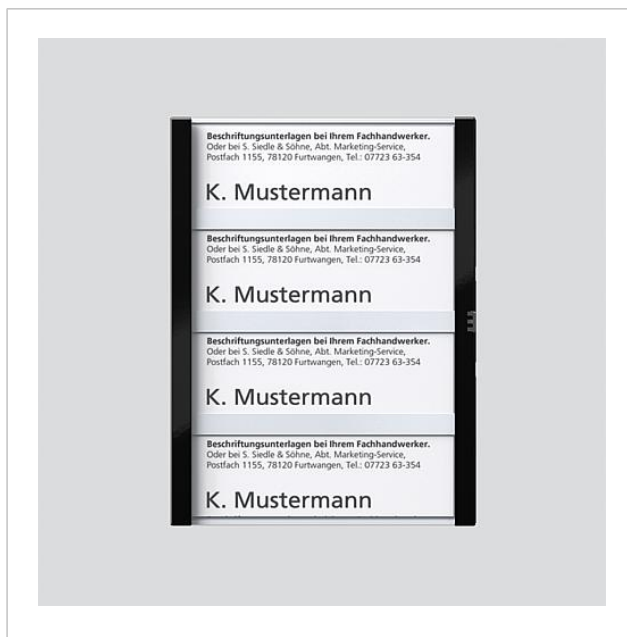 Beschriftungsunterlagen bei Ihrem Fachhandwerker.
Oder bei S. Siedle & Söhne, Abt. Marketing-Service,
Postfach 1155, 78120 Furtwangen, Tel.: 07723 63-354
K. Mustermann
Beschriftungsunterlagen bei Ihrem Fachhandwerker.
Oder bei S. Siedle & Söhne, Abt. Marketing-Service,
Postfach 1155, 78120 Furtwangen, Tel.: 07723 63-354
K. Mustermann
Beschriftungsunterlagen bei Ihrem Fachhandwerker.
Oder bei S. Siedle & Söhne, Abt. Marketing-Service,
Postfach 1155, 78120 Furtwangen, Tel.: 07723 63-354
K. Mustermann
Beschriftungsunterlagen bei Ihrem Fachhandwerker.
Oder bei S. Siedle & Söhne, Abt. Marketing-Service,
Postfach 1155, 78120 Furtwangen, Tel.: 07723 63-354
K. Mustermann